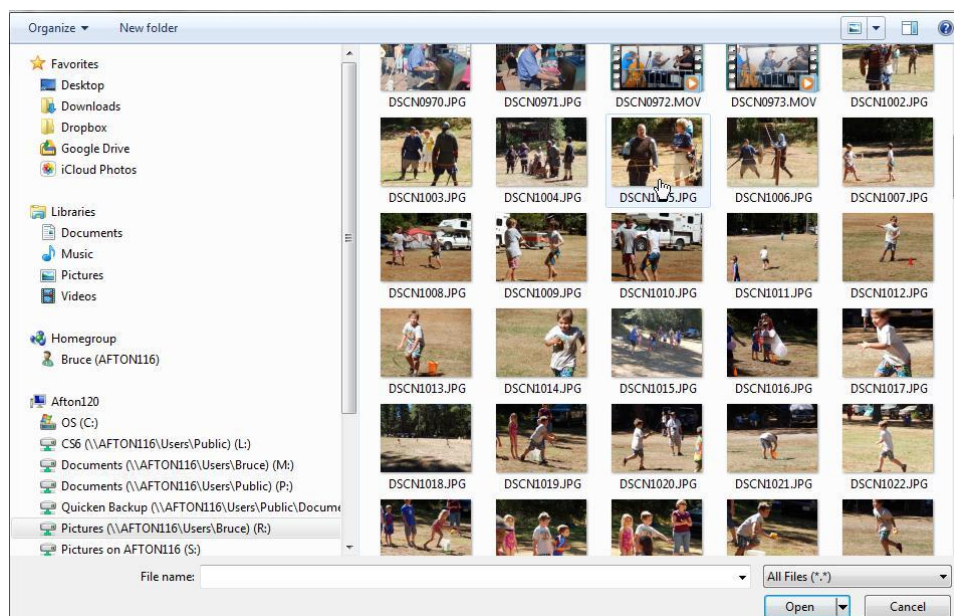 Organize New folder
Favorites
Desktop
Downloads
Dropbox
Google Drive
iCloud Photos
Libraries
Documents
Music
Pictures
Videos
Homegroup
Bruce (AFTON116)
Afton120
OS (C:)
CS6 (\\AFTON116\Users\Public) (L:)
Documents (\\AFTON116\Users\Bruce) (M:)
Documents (\\AFTON116\Users\Public) (P:)
Quicken Backup (\\AFTON116\Users\Public\Docume
Pictures (\\AFTON116\Users\Bruce) (R:)
Pictures on AFTON116 (S:)
DSCN0970.JPG DSCN0971.JPG DSCN0972.MOV DSCN0973.MOV DSCN1002.JPG
DSCN1003.JPG DSCN1004.JPG DSCN1005.JPG DSCN1006.JPG DSCN1007.JPG
DSCN1008.JPG DSCN1009.JPG DSCN1010.JPG DSCN1011.JPG DSCN1012.JPG
DSCN1013.JPG DSCN1014.JPG DSCN1015.JPG DSCN1016.JPG DSCN1017.JPG
DSCN1018.JPG DSCN1019.JPG DSCN1020.JPG DSCN1021.JPG DSCN1022.JPG
File name: All Files (*.*)
Open Cancel